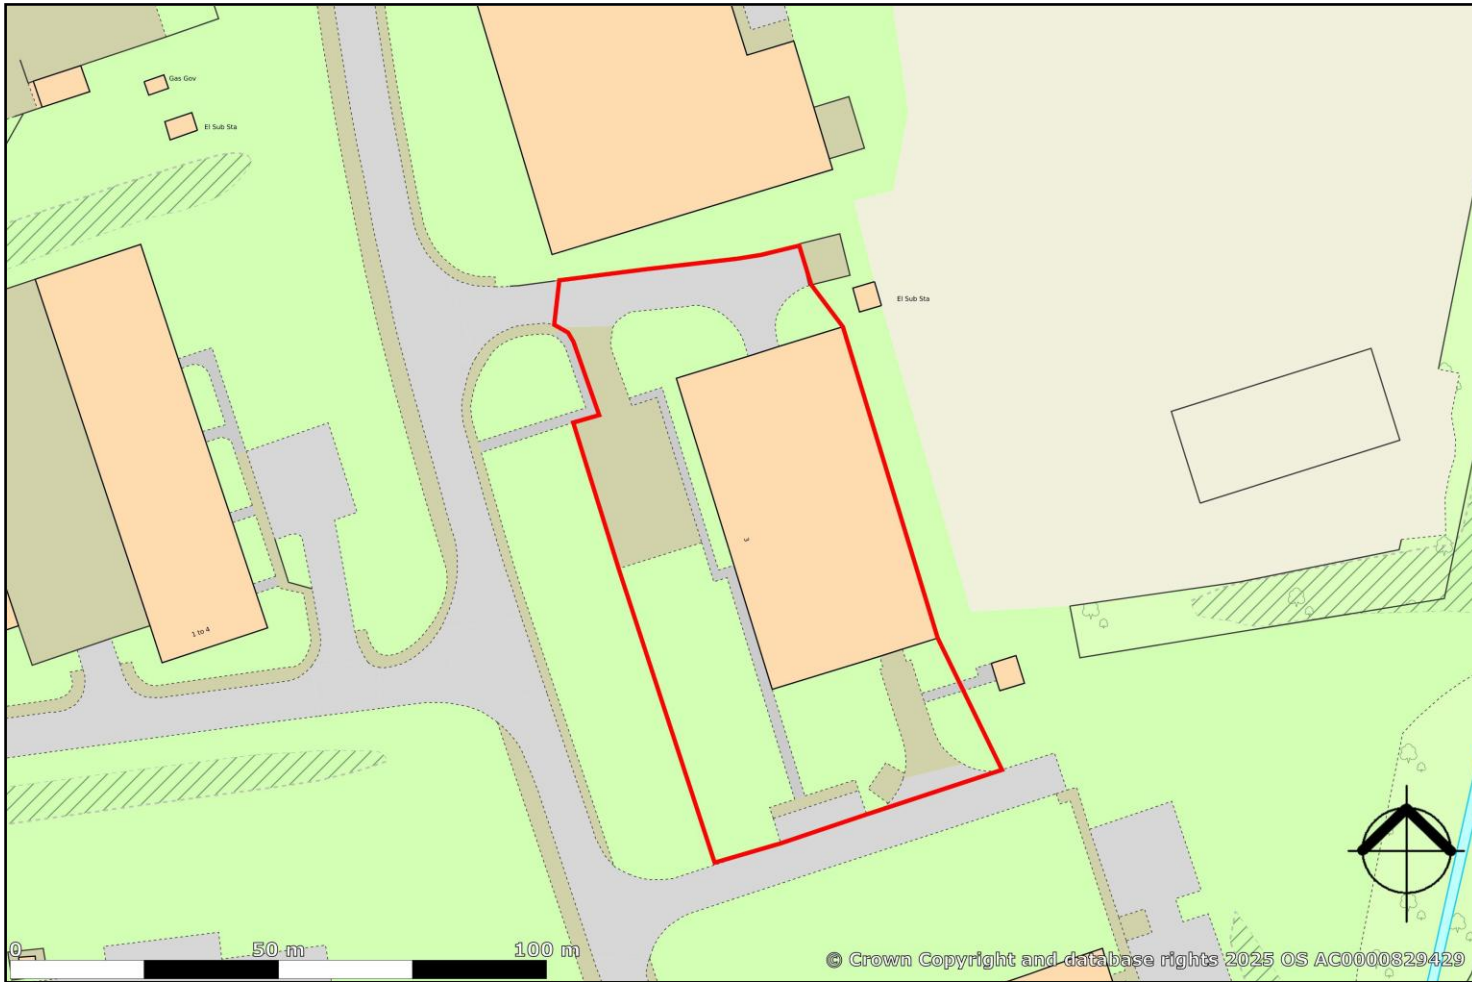 Gas Gov
El Sub Sta
El Sub Sta
3
1 to 4
0 50 m 100 m
© Crown Copyright and database rights 2025 OS AC0000829429